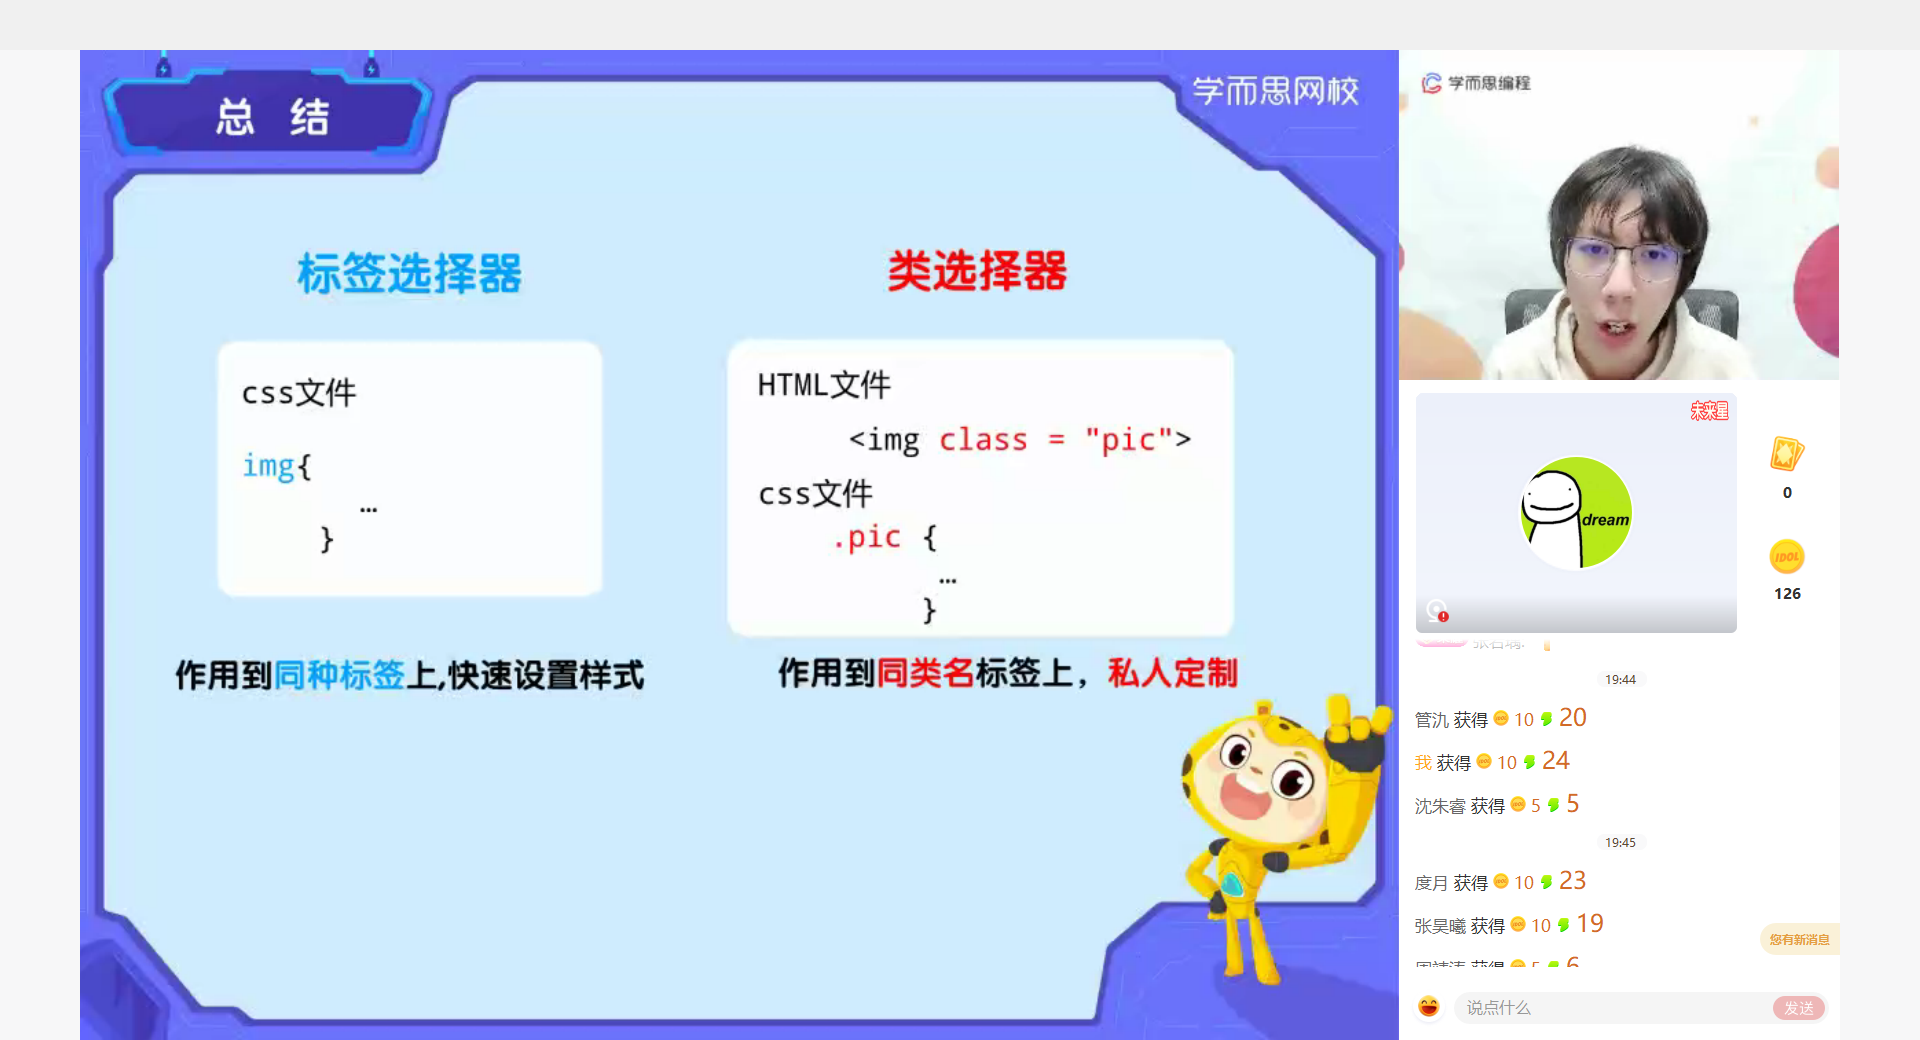 总 结
学而思网校
标签选择器
css文件
img{
…
}
作用到同种标签上,快速设置样式
类选择器
HTML文件
<img class = "pic">
css文件
.pic {
…
}
作用到同类名标签上，私人定制
学而思编程
未来星
dream
0
IDOL
126
19:44
管氿 获得 10 20
我 获得 10 24
沈朱睿 获得 5 5
19:45
度月 获得 10 23
张昊曦 获得 10 19
获得 5 6
您有新消息
说点什么
发送